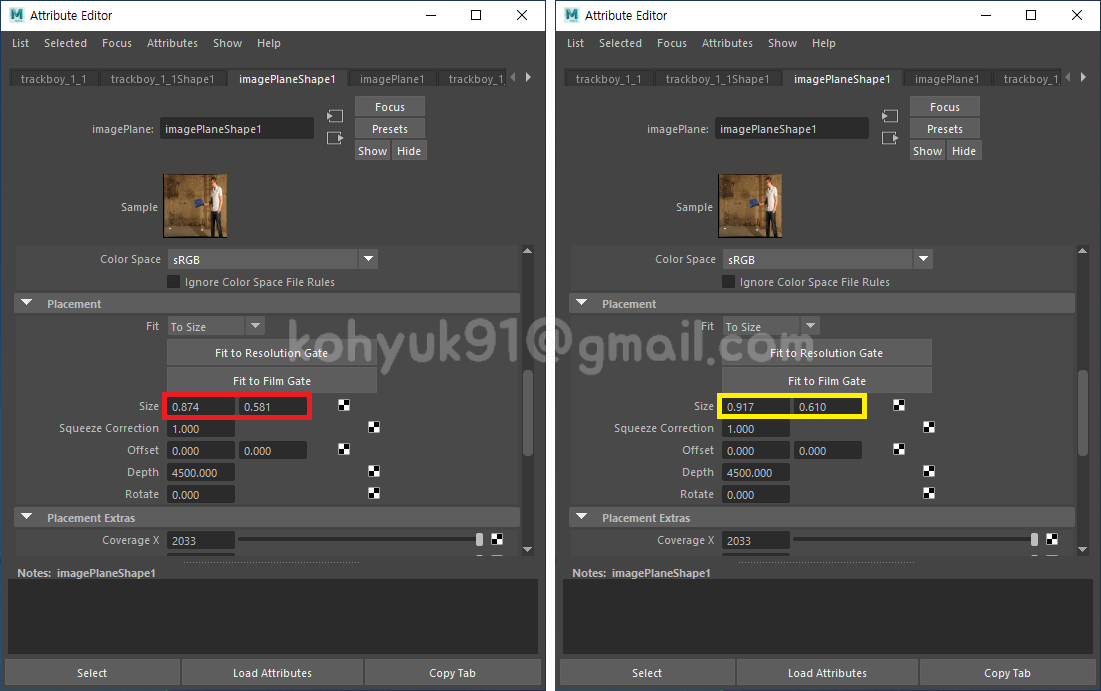 Attribute Editor
List Selected Focus Attributes Show Help
trackboy_1_1 trackboy_1_1Shape1 imagePlaneShape1 imagePlane1 trackboy_1_
Focus
imagePlane: imagePlaneShape1 Presets
Show Hide
Sample
Color Space sRGB
Ignore Color Space File Rules
Placement
Fit To Size
Fit to Resolution Gate
Fit to Film Gate
Size 0.874 0.581
Squeeze Correction 1.000
Offset 0.000 0.000
Depth 4500.000
Rotate 0.000
Placement Extras
Coverage X 2033
Notes: imagePlaneShape1
Select Load Attributes Copy Tab
Attribute Editor
List Selected Focus Attributes Show Help
trackboy_1_1 trackboy_1_1Shape1 imagePlaneShape1 imagePlane1 trackboy_1_
Focus
imagePlane: imagePlaneShape1 Presets
Show Hide
Sample
Color Space sRGB
Ignore Color Space File Rules
Placement
Fit To Size
Fit to Resolution Gate
Fit to Film Gate
Size 0.917 0.610
Squeeze Correction 1.000
Offset 0.000 0.000
Depth 4500.000
Rotate 0.000
Placement Extras
Coverage X 2033
Notes: imagePlaneShape1
Select Load Attributes Copy Tab
kohyuk91@gmail.com